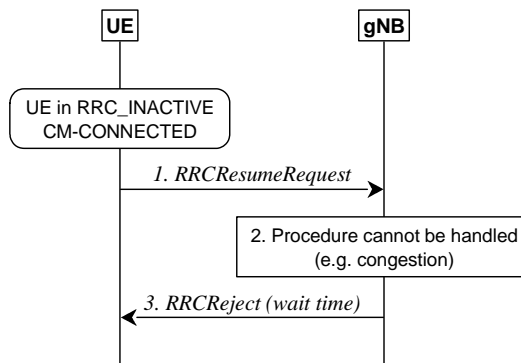 UE
gNB
UE in RRC_INACTIVE
CM-CONNECTED
1. RRCResumeRequest
2. Procedure cannot be handled
(e.g. congestion)
3. RRCReject (wait time)